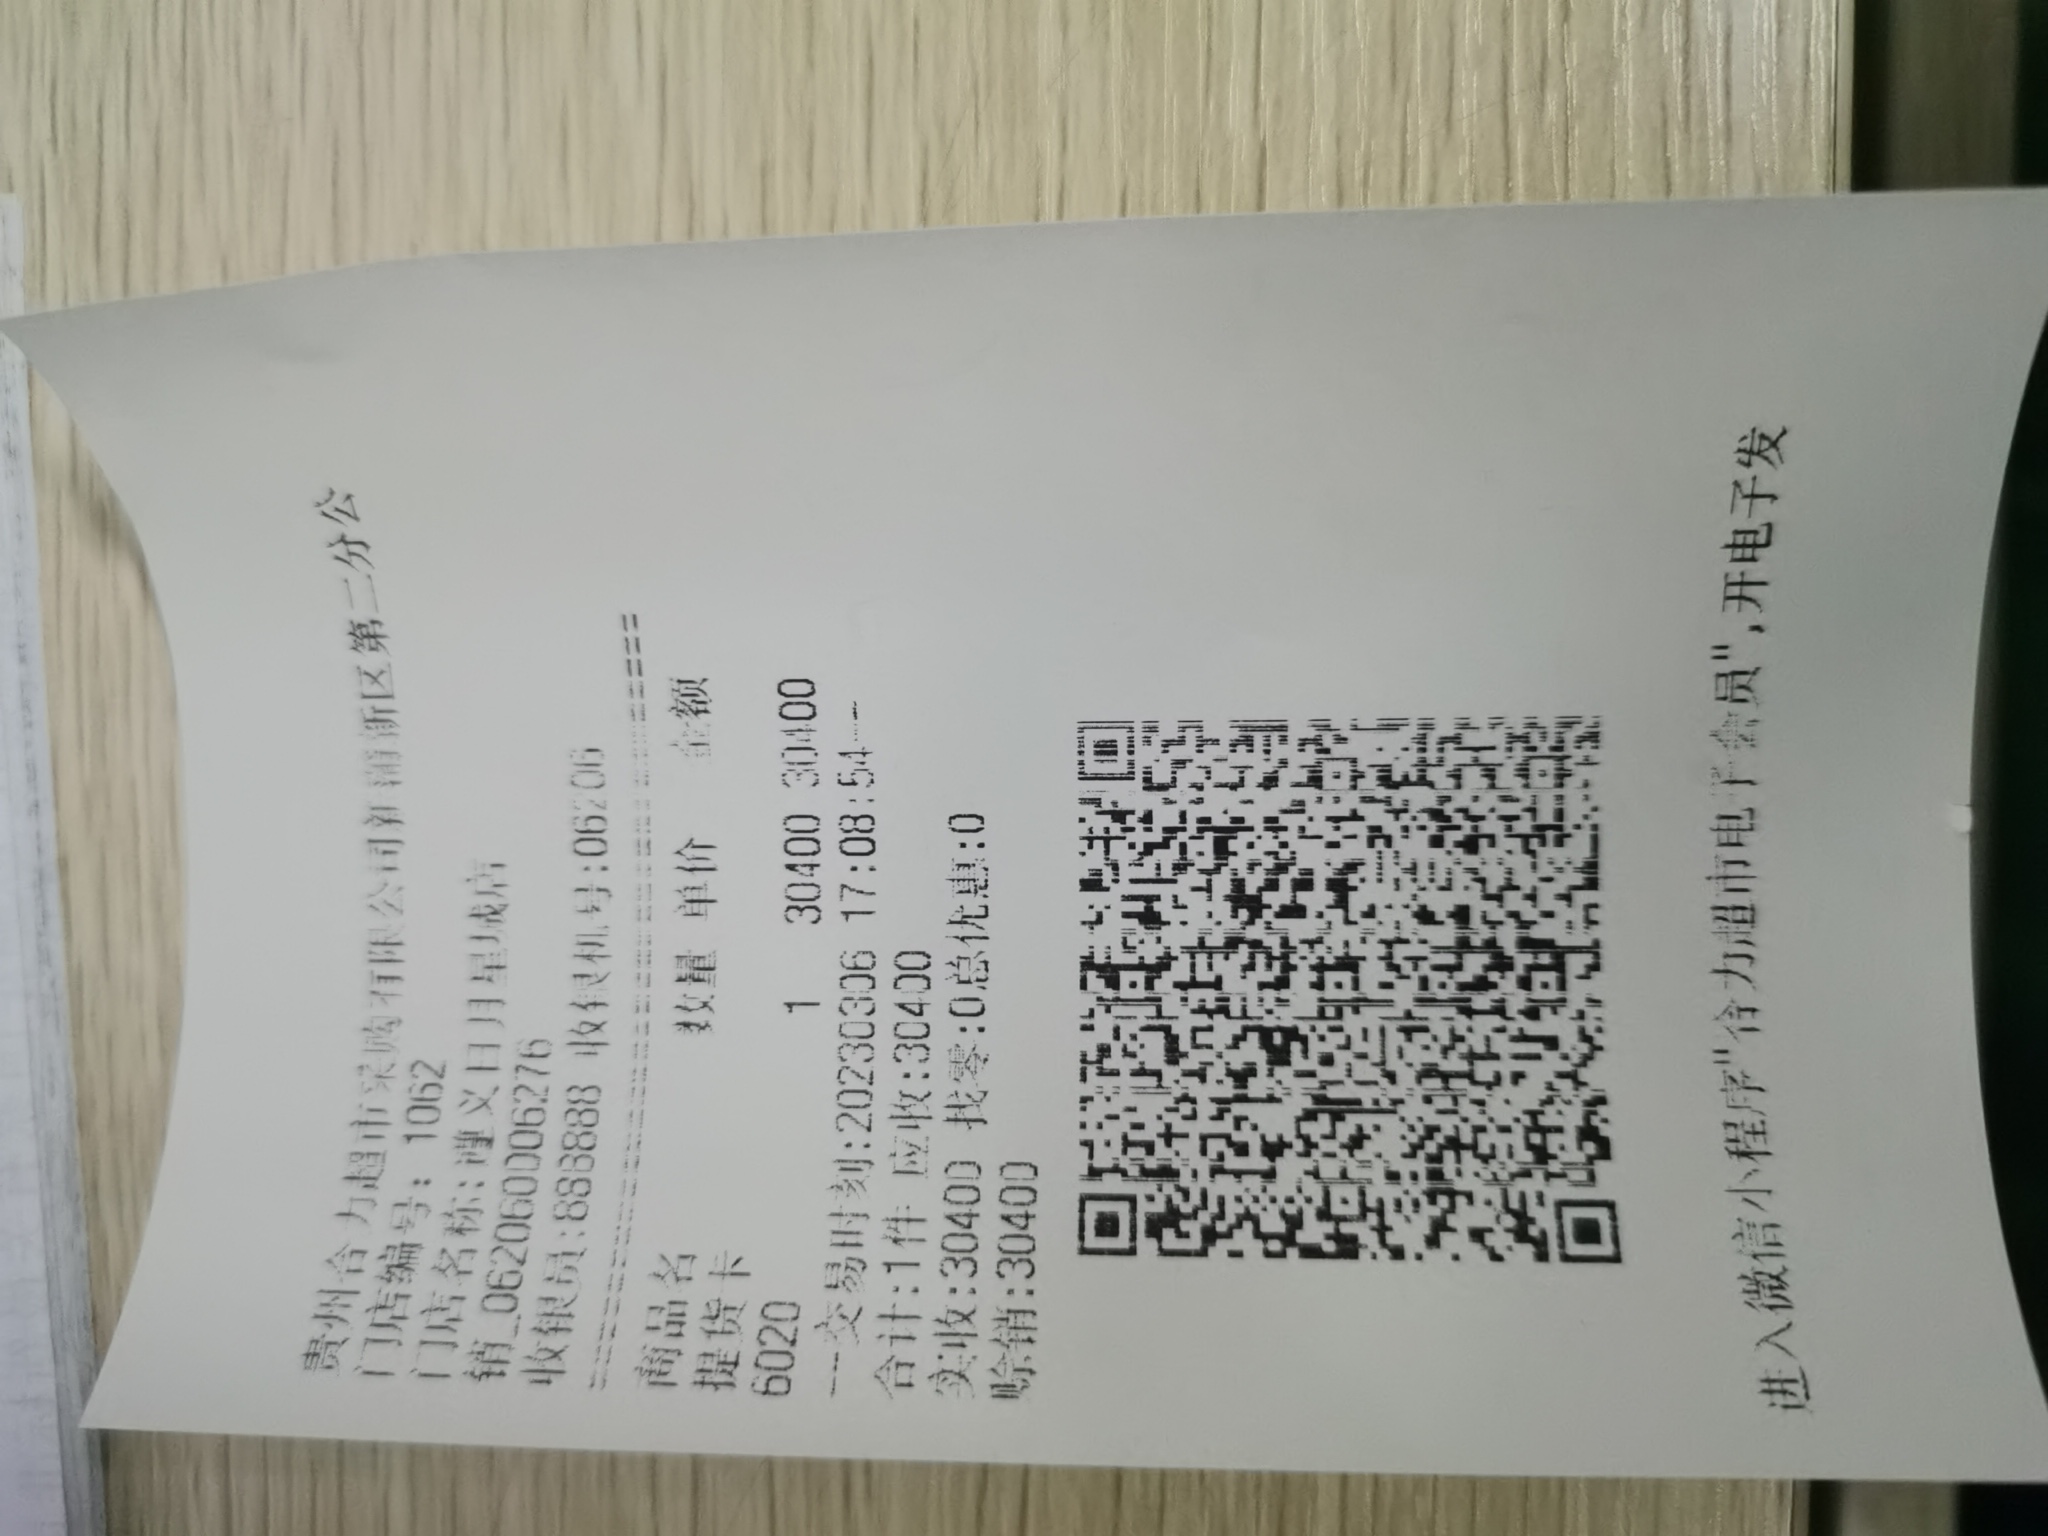 贵州合力超市采购有限公司新蒲新区第二分公
门店编号: 1062
门店名称:遵义日月星城店
销_0620600006276
收银员:888888 收银机号:06206
商品名 数量 单价 金额
提货卡
6020 1 30400 30400
---交易时刻:20230306 17:08:54---
合计:1件 应收:30400
实收:30400 找零:0总优惠:0
赊销:30400
进入微信小程序"合力超市电子会员",开电子发